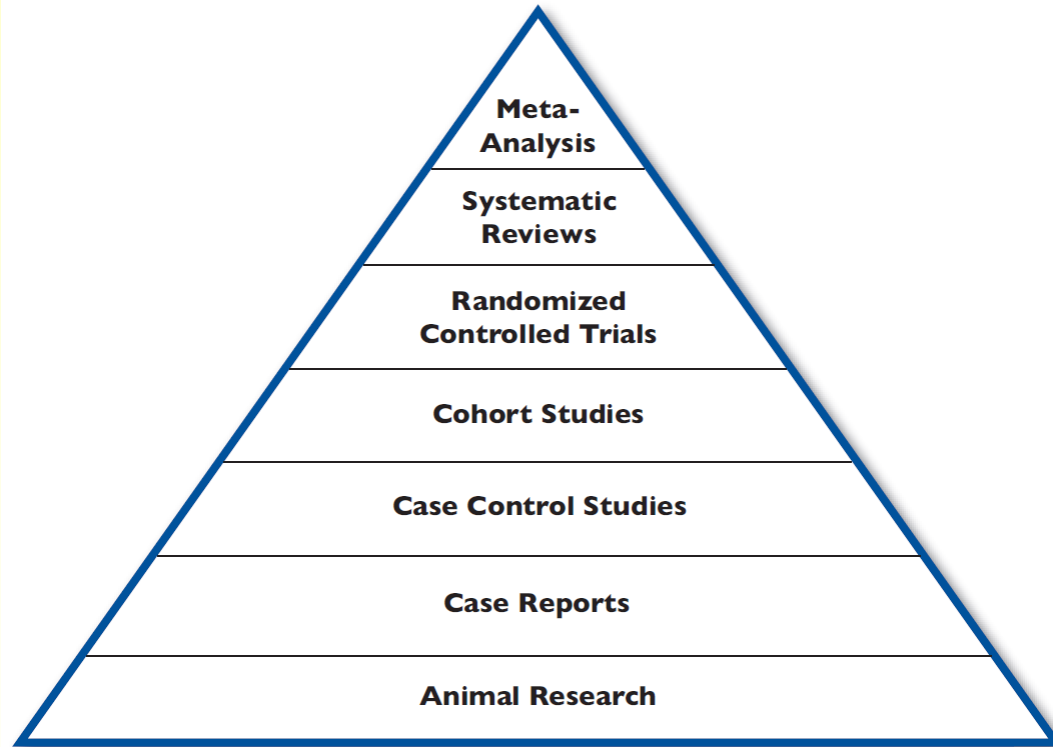 Meta-
Analysis
Systematic
Reviews
Randomized
Controlled Trials
Cohort Studies
Case Control Studies
Case Reports
Animal Research